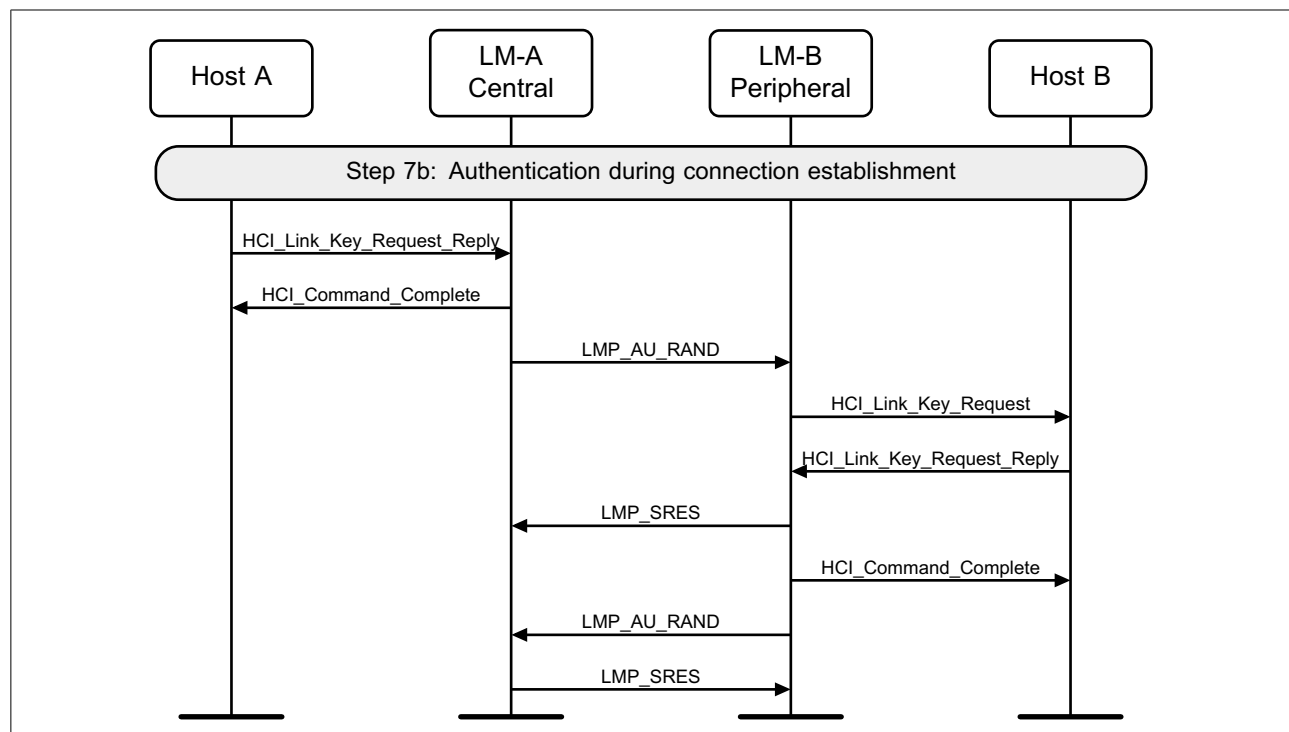 Host A
LM-A
Central
LM-B
Peripheral
Host B
Step 7b: Authentication during connection establishment
HCI_Link_Key_Request_Reply
HCI_Command_Complete
LMP_AU_RAND
HCI_Link_Key_Request
HCI_Link_Key_Request_Reply
LMP_SRES
HCI_Command_Complete
LMP_AU_RAND
LMP_SRES